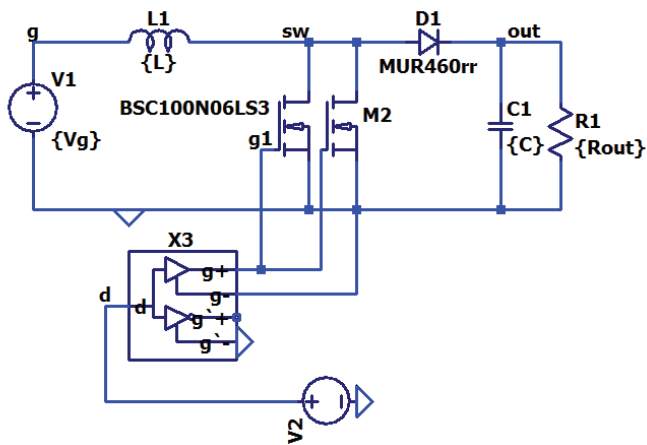 L1
D1
g
sw
out
{L}
MUR460rr
V1
C1
R1
BSC100N06LS3
M2
{Vg}
g1
{C}
{Rout}
X3
g+
d
d
g-
g`+
g`-
V2